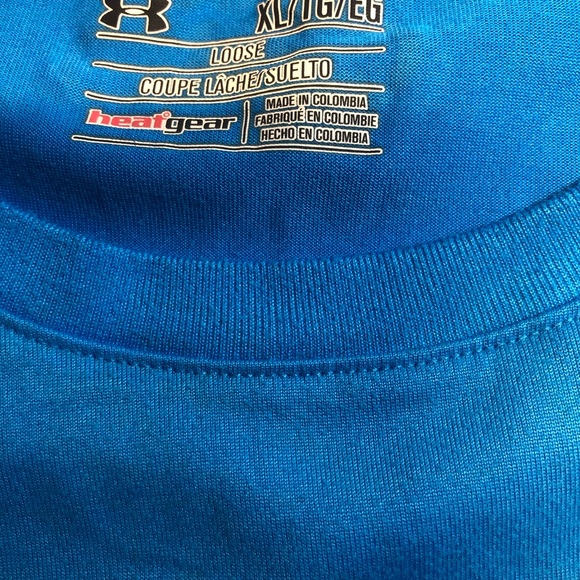 XL/TG/EG
LOOSE
COUPE LÂCHE/SUELTO
heatgear
MADE IN COLOMBIA
FABRIQUÉ EN COLOMBIE
HECHO EN COLOMBIA